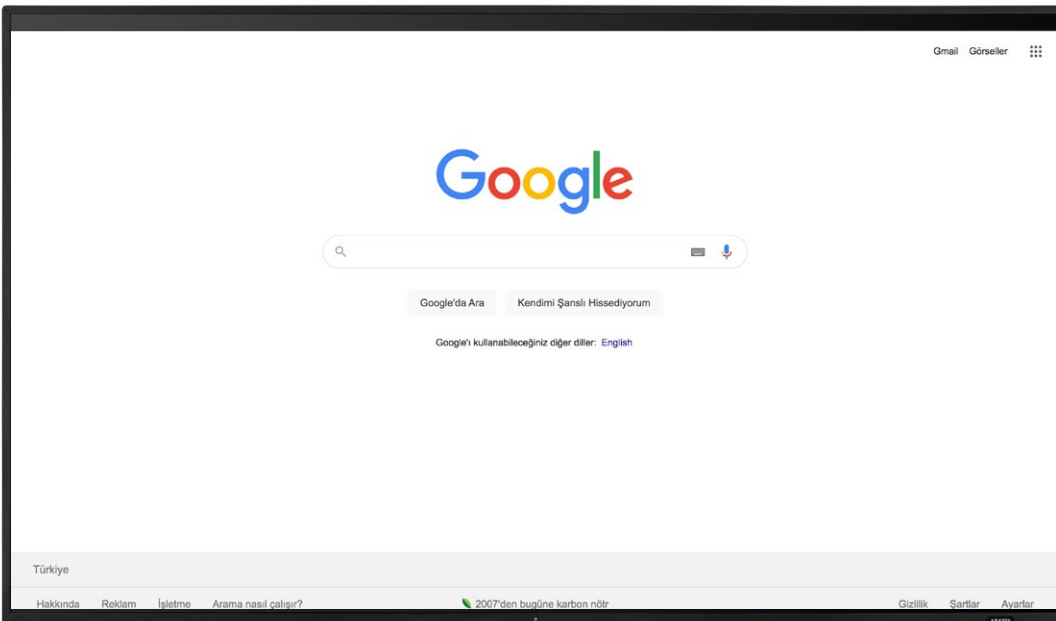 Gmail Görseller
Google
Google'da Ara Kendimi Şanslı Hissediyorum
Google'ı kullanabileceğiniz diğer diller: English
Türkiye
Hakkında Reklam İşletme Arama nasıl çalışır? 2007'den bugüne karbon nötr Gizlilik Şartlar Ayarlar